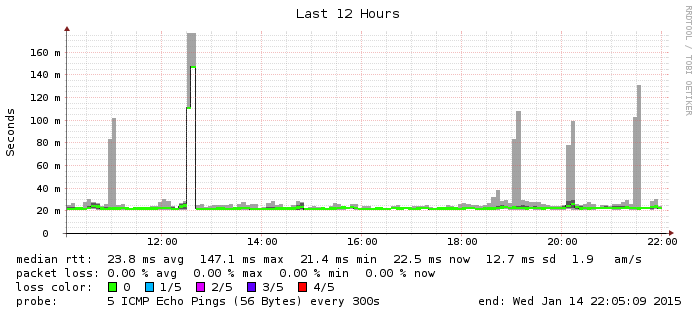 Last 12 Hours
RRDTOOL / TOBI OETIKER
Seconds
160 m
140 m
120 m
100 m
80 m
60 m
40 m
20 m
0
12:00 14:00 16:00 18:00 20:00 22:00
median rtt: 23.8 ms avg 147.1 ms max 21.4 ms min 22.5 ms now 12.7 ms sd 1.9 am/s
packet loss: 0.00 % avg 0.00 % max 0.00 % min 0.00 % now
loss color: 0 1/5 2/5 3/5 4/5
probe: 5 ICMP Echo Pings (56 Bytes) every 300s end: Wed Jan 14 22:05:09 2015